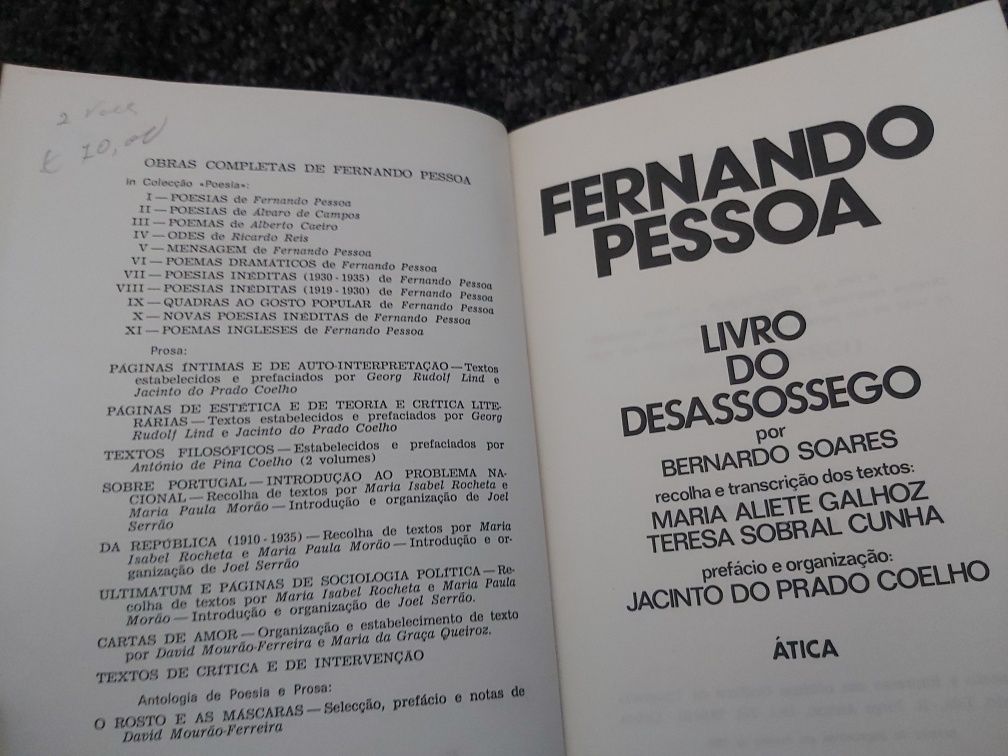 2 vols
£ 10,00
OBRAS COMPLETAS DE FERNANDO PESSOA
in Colecção «Poesia»:
I — POESIAS de Fernando Pessoa
II — POESIAS de Álvaro de Campos
III — POEMAS de Alberto Caeiro
IV — ODES de Ricardo Reis
V — MENSAGEM de Fernando Pessoa
VI — POEMAS DRAMÁTICOS de Fernando Pessoa
VII — POESIAS INÉDITAS (1930-1935) de Fernando Pessoa
VIII — POESIAS INÉDITAS (1919-1930) de Fernando Pessoa
IX — QUADRAS AO GOSTO POPULAR de Fernando Pessoa
X — NOVAS POESIAS INÉDITAS de Fernando Pessoa
XI — POEMAS INGLESES de Fernando Pessoa
Prosa:
PÁGINAS ÍNTIMAS E DE AUTO-INTERPRETAÇÃO — Textos
estabelecidos e prefaciados por Georg Rudolf Lind e
Jacinto do Prado Coelho
PÁGINAS DE ESTÉTICA E DE TEORIA E CRÍTICA LITE-
RÁRIAS — Textos estabelecidos e prefaciados por Georg
Rudolf Lind e Jacinto do Prado Coelho
TEXTOS FILOSÓFICOS — Estabelecidos e prefaciados por
António de Pina Coelho (2 volumes)
SOBRE PORTUGAL — INTRODUÇÃO AO PROBLEMA NA-
CIONAL — Recolha de textos por Maria Isabel Rocheta e
Maria Paula Morão — Introdução e organização de Joel
Serrão
DA REPÚBLICA (1910-1935) — Recolha de textos por Maria
Isabel Rocheta e Maria Paula Morão — Introdução e or-
ganização de Joel Serrão
ULTIMATUM E PÁGINAS DE SOCIOLOGIA POLÍTICA — Re-
colha de textos por Maria Isabel Rocheta e Maria Paula
Morão — Introdução e organização de Joel Serrão.
CARTAS DE AMOR — Organização e estabelecimento de texto
por David Mourão-Ferreira e Maria da Graça Queiroz.
TEXTOS DE CRÍTICA E DE INTERVENÇÃO
Antologia de Poesia e Prosa:
O ROSTO E AS MÁSCARAS — Selecção, prefácio e notas de
David Mourão-Ferreira
FERNANDO
PESSOA
LIVRO
DO
DESASSOSSEGO
por
BERNARDO SOARES
recolha e transcrição dos textos:
MARIA ALIETE GALHOZ
TERESA SOBRAL CUNHA
prefácio e organização:
JACINTO DO PRADO COELHO
ÁTICA